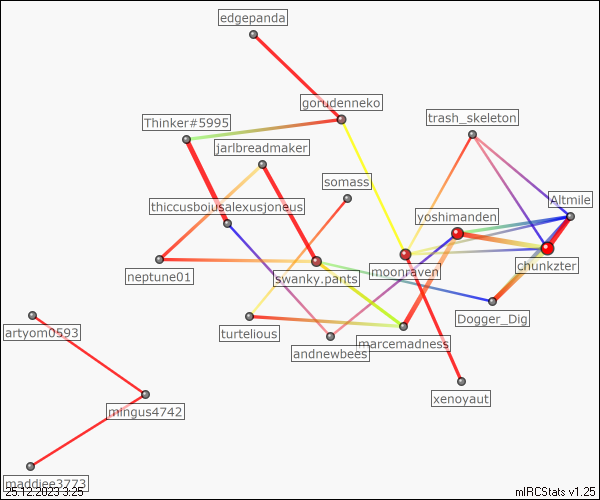 edgepanda
gorudenneko
Thinker#5995
trash_skeleton
jarlbreadmaker
somass
Altmile
thiccusboiusalexusjoneus
yoshimanden
chunkzter
neptune01
swanky.pants
moonraven
Dogger_Dig
artyom0593
turtelious
marcemadness
andnewbees
xenoyaut
mingus4742
maddiee3773
25.12.2023 3:25
mIRCStats v1.25